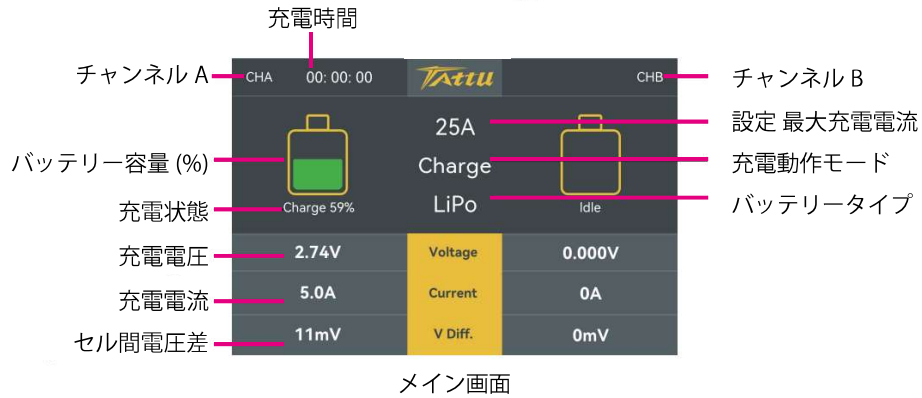 充電時間
チャンネル A
CHA
00: 00: 00
TATTU
CHB
チャンネル B
25A
設定 最大充電電流
バッテリー容量 (%)
Charge
充電動作モード
充電状態
Charge 59%
LiPo
Idle
バッテリータイプ
充電電圧
2.74V
Voltage
0.000V
充電電流
5.0A
Current
0A
セル間電圧差
11mV
V Diff.
0mV
メイン画面